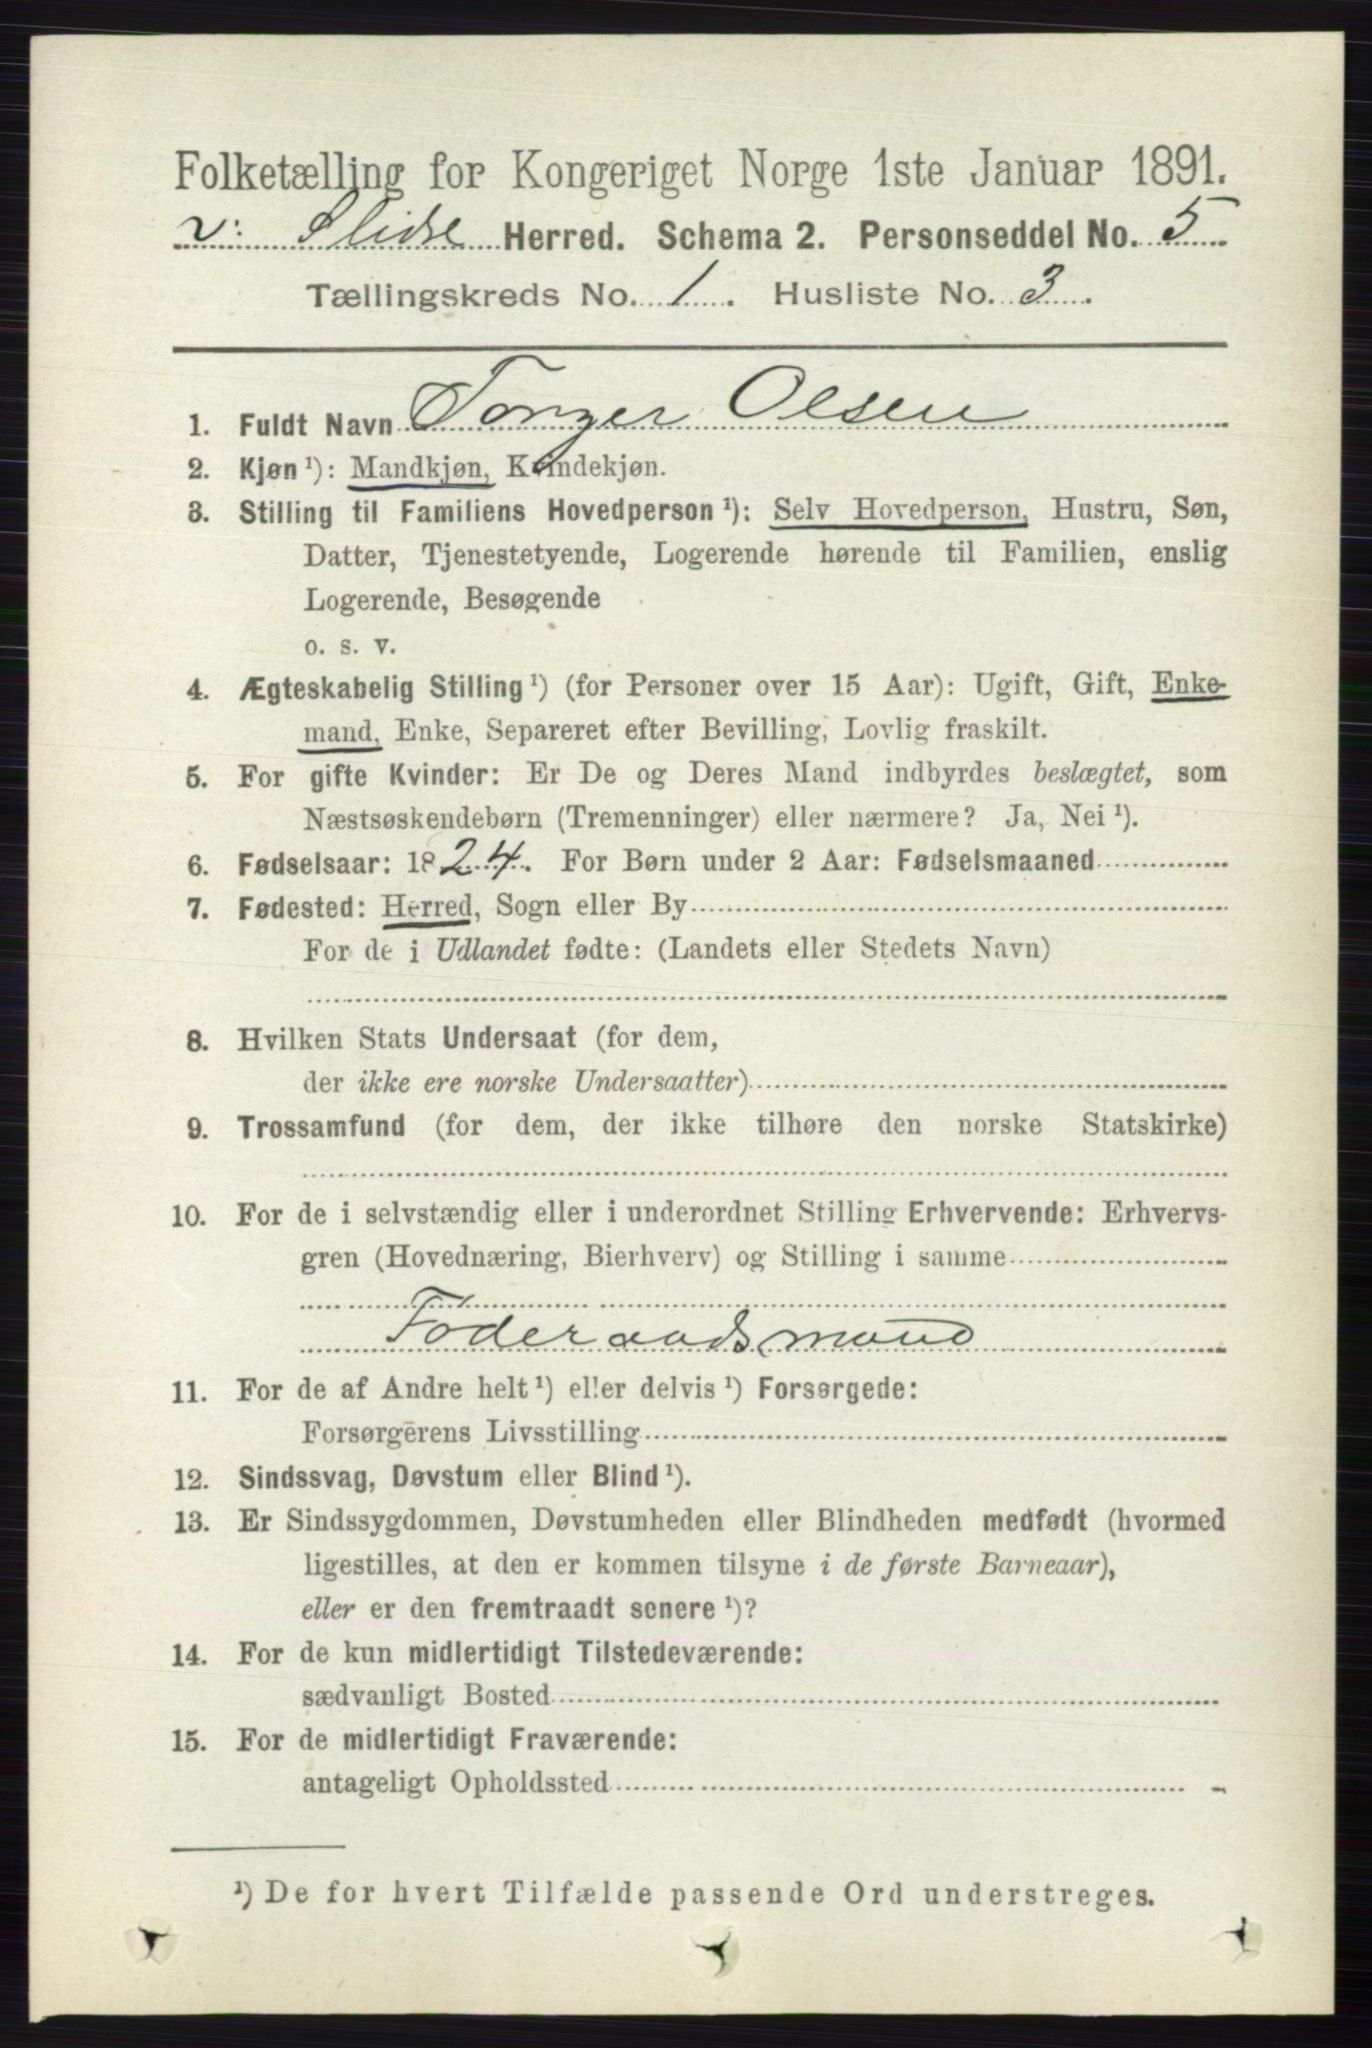 Folketælling for Kongeriget Norge 1ste Januar 1891.
V: Slidre Herred. Schema 2. Personseddel No. 5
Tællingskreds No. 1. Husliste No. 3.
1. Fuldt Navn Torger Olsen
2. Kjøn ¹): Mandkjøn, Kvindekjøn.
3. Stilling til Familiens Hovedperson ¹): Selv Hovedperson, Hustru, Søn,
Datter, Tjenestetyende, Logerende hørende til Familien, enslig
Logerende, Besøgende
o. s. v.
4. Ægteskabelig Stilling ¹) (for Personer over 15 Aar): Ugift, Gift, Enke-
mand, Enke, Separeret efter Bevilling, Lovlig fraskilt.
5. For gifte Kvinder: Er De og Deres Mand indbyrdes beslægtet, som
Næstsøskendebørn (Tremenninger) eller nærmere? Ja, Nei ¹).
6. Fødselsaar: 1824. For Børn under 2 Aar: Fødselsmaaned
7. Fødested: Herred, Sogn eller By
For de i Udlandet fødte: (Landets eller Stedets Navn)
8. Hvilken Stats Undersaat (for dem,
der ikke ere norske Undersaatter)
9. Trossamfund (for dem, der ikke tilhøre den norske Statskirke)
10. For de i selvstændig eller i underordnet Stilling Erhvervende: Erhvervs-
gren (Hovednæring, Bierhverv) og Stilling i samme
Föderaadsmand
11. For de af Andre helt ¹) eller delvis ¹) Forsørgede:
Forsørgerens Livsstilling
12. Sindssvag, Døvstum eller Blind ¹).
13. Er Sindssygdommen, Døvstumheden eller Blindheden medfødt (hvormed
ligestilles, at den er kommen tilsyne i de første Barneaar),
eller er den fremtraadt senere ¹)?
14. For de kun midlertidigt Tilstedeværende:
sædvanligt Bosted
15. For de midlertidigt Fraværende:
antageligt Opholdssted
¹) De for hvert Tilfælde passende Ord understreges.